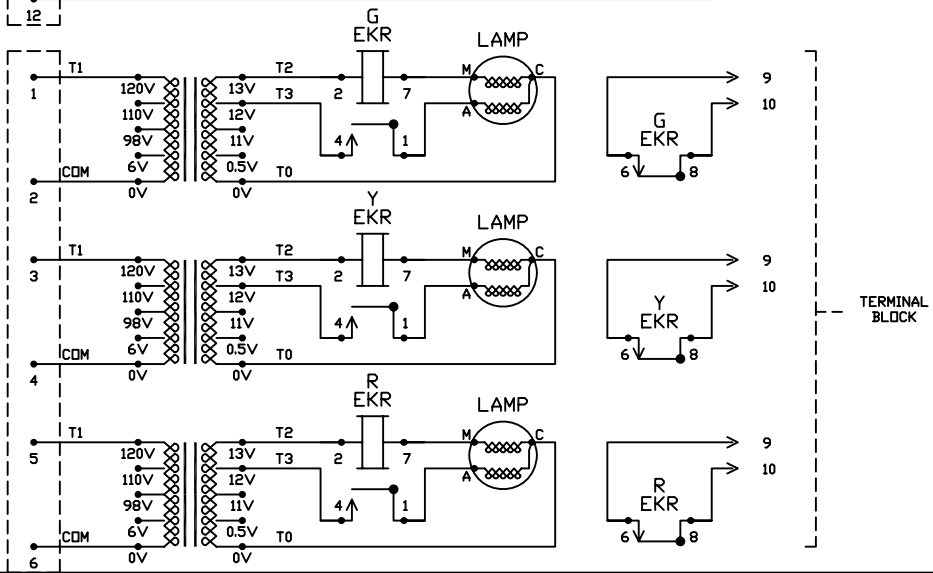 12
G
EKR
LAMP
T1 T2 M C 9
1 120V 13V 2 7
T3 A 10
110V 12V
98V 11V 4 1 G
EKR
6V 0.5V 6 8
COM T0
2 0V 0V
Y
EKR
LAMP
T1 T2 M C 9
3 120V 13V 2 7
T3 A 10
110V 12V
98V 11V 4 1 Y
EKR
6V 0.5V 6 8
COM T0
4 0V 0V
TERMINAL
BLOCK
R
EKR
LAMP
T1 T2 M C 9
5 120V 13V 2 7
T3 A 10
110V 12V
98V 11V 4 1 R
EKR
6V 0.5V 6 8
COM T0
6 0V 0V